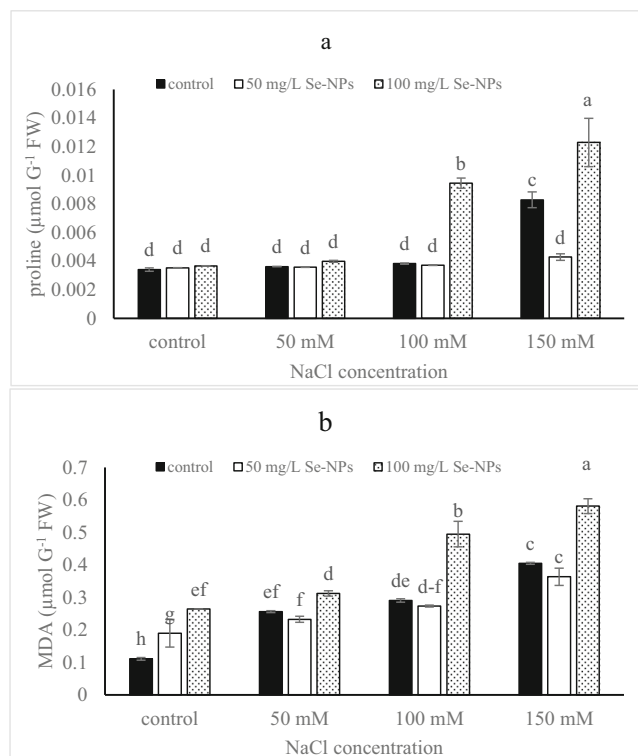 a
control 50 mg/L Se-NPs 100 mg/L Se-NPs
proline (µmol G-1 FW)
0.016
0.014
0.012
0.01
0.008
0.006
0.004
0.002
0
d d d d d d d d b c d a
control 50 mM 100 mM 150 mM
NaCl concentration
b
control 50 mg/L Se-NPs 100 mg/L Se-NPs
MDA (µmol G-1 FW)
0.7
0.6
0.5
0.4
0.3
0.2
0.1
0
h g ef ef f d de d-f b c c a
control 50 mM 100 mM 150 mM
NaCl concentration